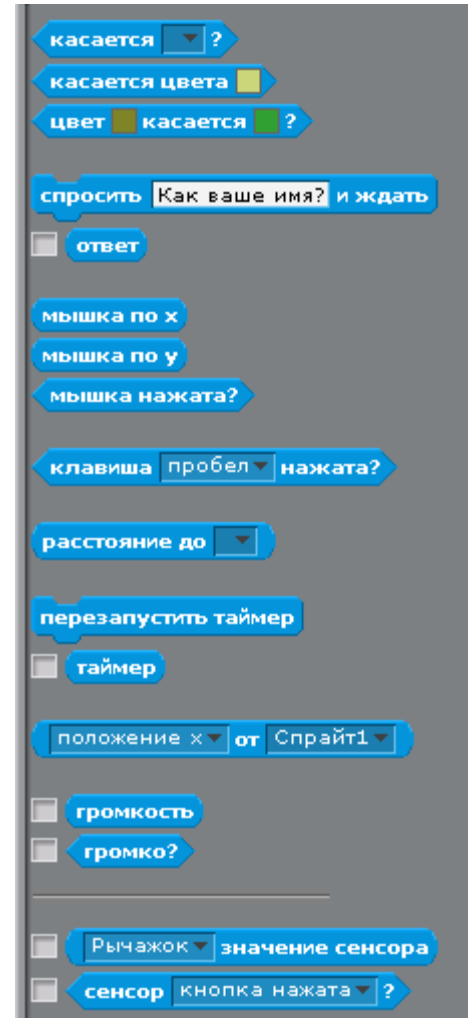 касается ?
касается цвета
цвет касается ?
спросить Как ваше имя? и ждать
ответ
мышка по x
мышка по y
мышка нажата?
клавиша пробел нажата?
расстояние до
перезапустить таймер
таймер
положение x от Спрайт1
громкость
громко?
Рычажок значение сенсора
сенсор кнопка нажата ?